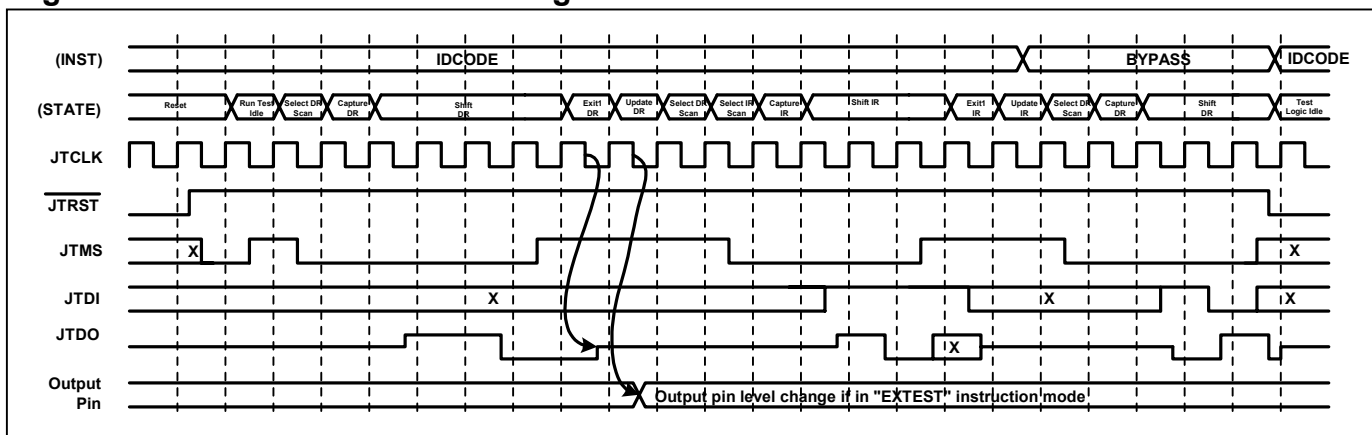 (INST) IDCODE BYPASS IDCODE
(STATE) Reset Run Test Idle Select DR Scan Capture DR Shift DR Exit1 DR Update DR Select DR Scan Select IR Scan Capture IR Shift IR Exit1 IR Update IR Select DR Scan Capture DR Shift DR Test Logic Idle
JTCLK
JTRST
JTMS X X
JTDI X X X
JTDO X
Output Pin Output pin level change if in "EXTEST" instruction mode